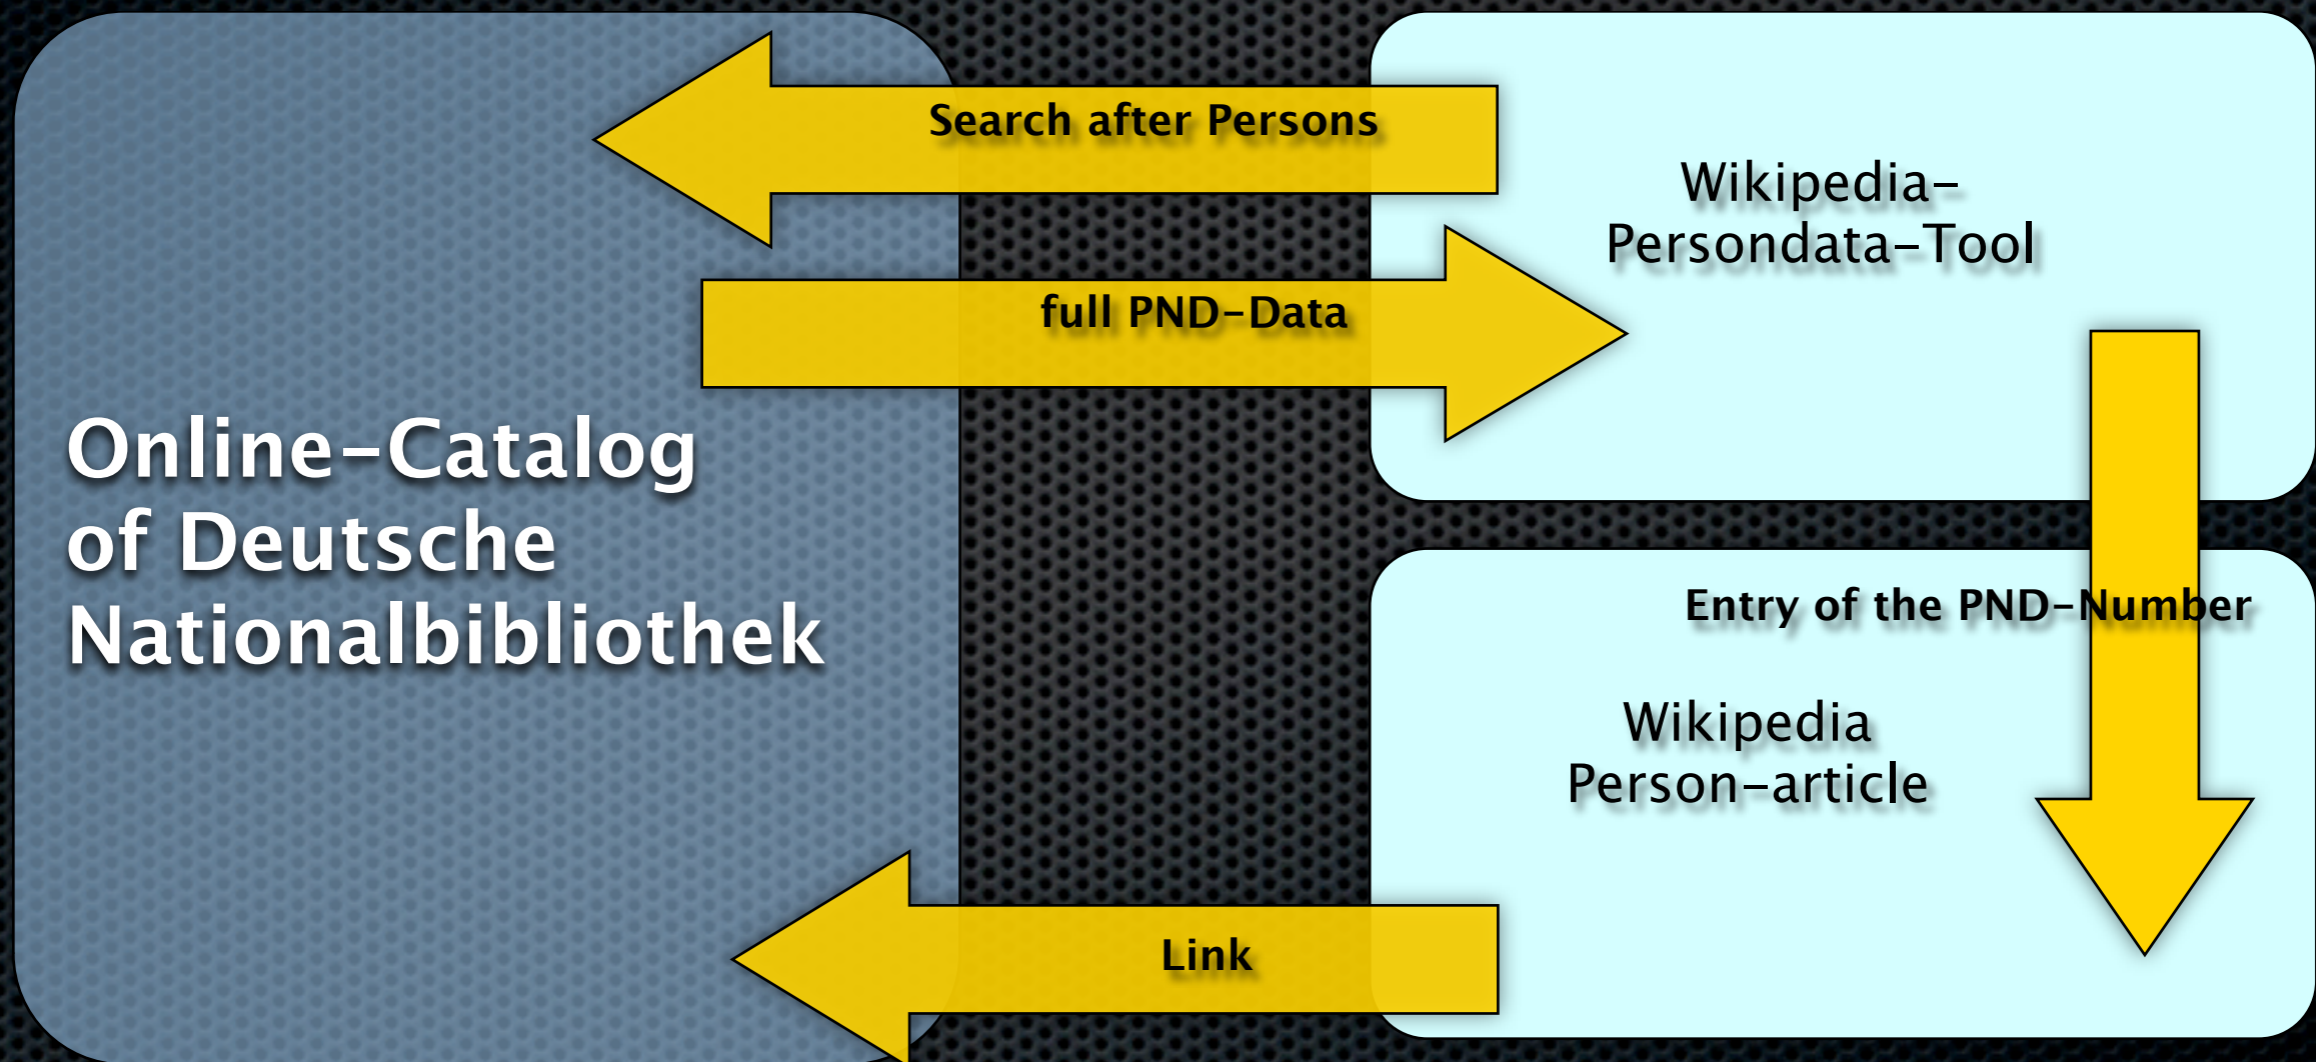 Search after Persons
Wikipedia-
Persondata-Tool
full PND-Data
Online-Catalog
of Deutsche
Nationalbibliothek
Entry of the PND-Number
Wikipedia
Person-article
Link